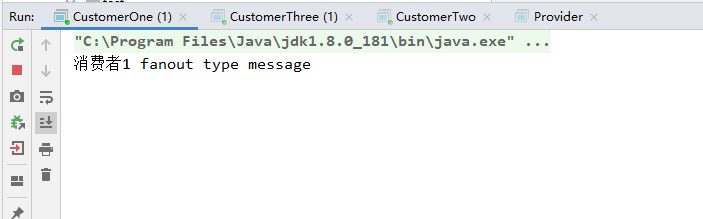 Run: CustomerOne (1) × CustomerThree (1) × CustomerTwo × Provider ×
"C:\Program Files\Java\jdk1.8.0_181\bin\java.exe" ...
消费者1 fanout type message